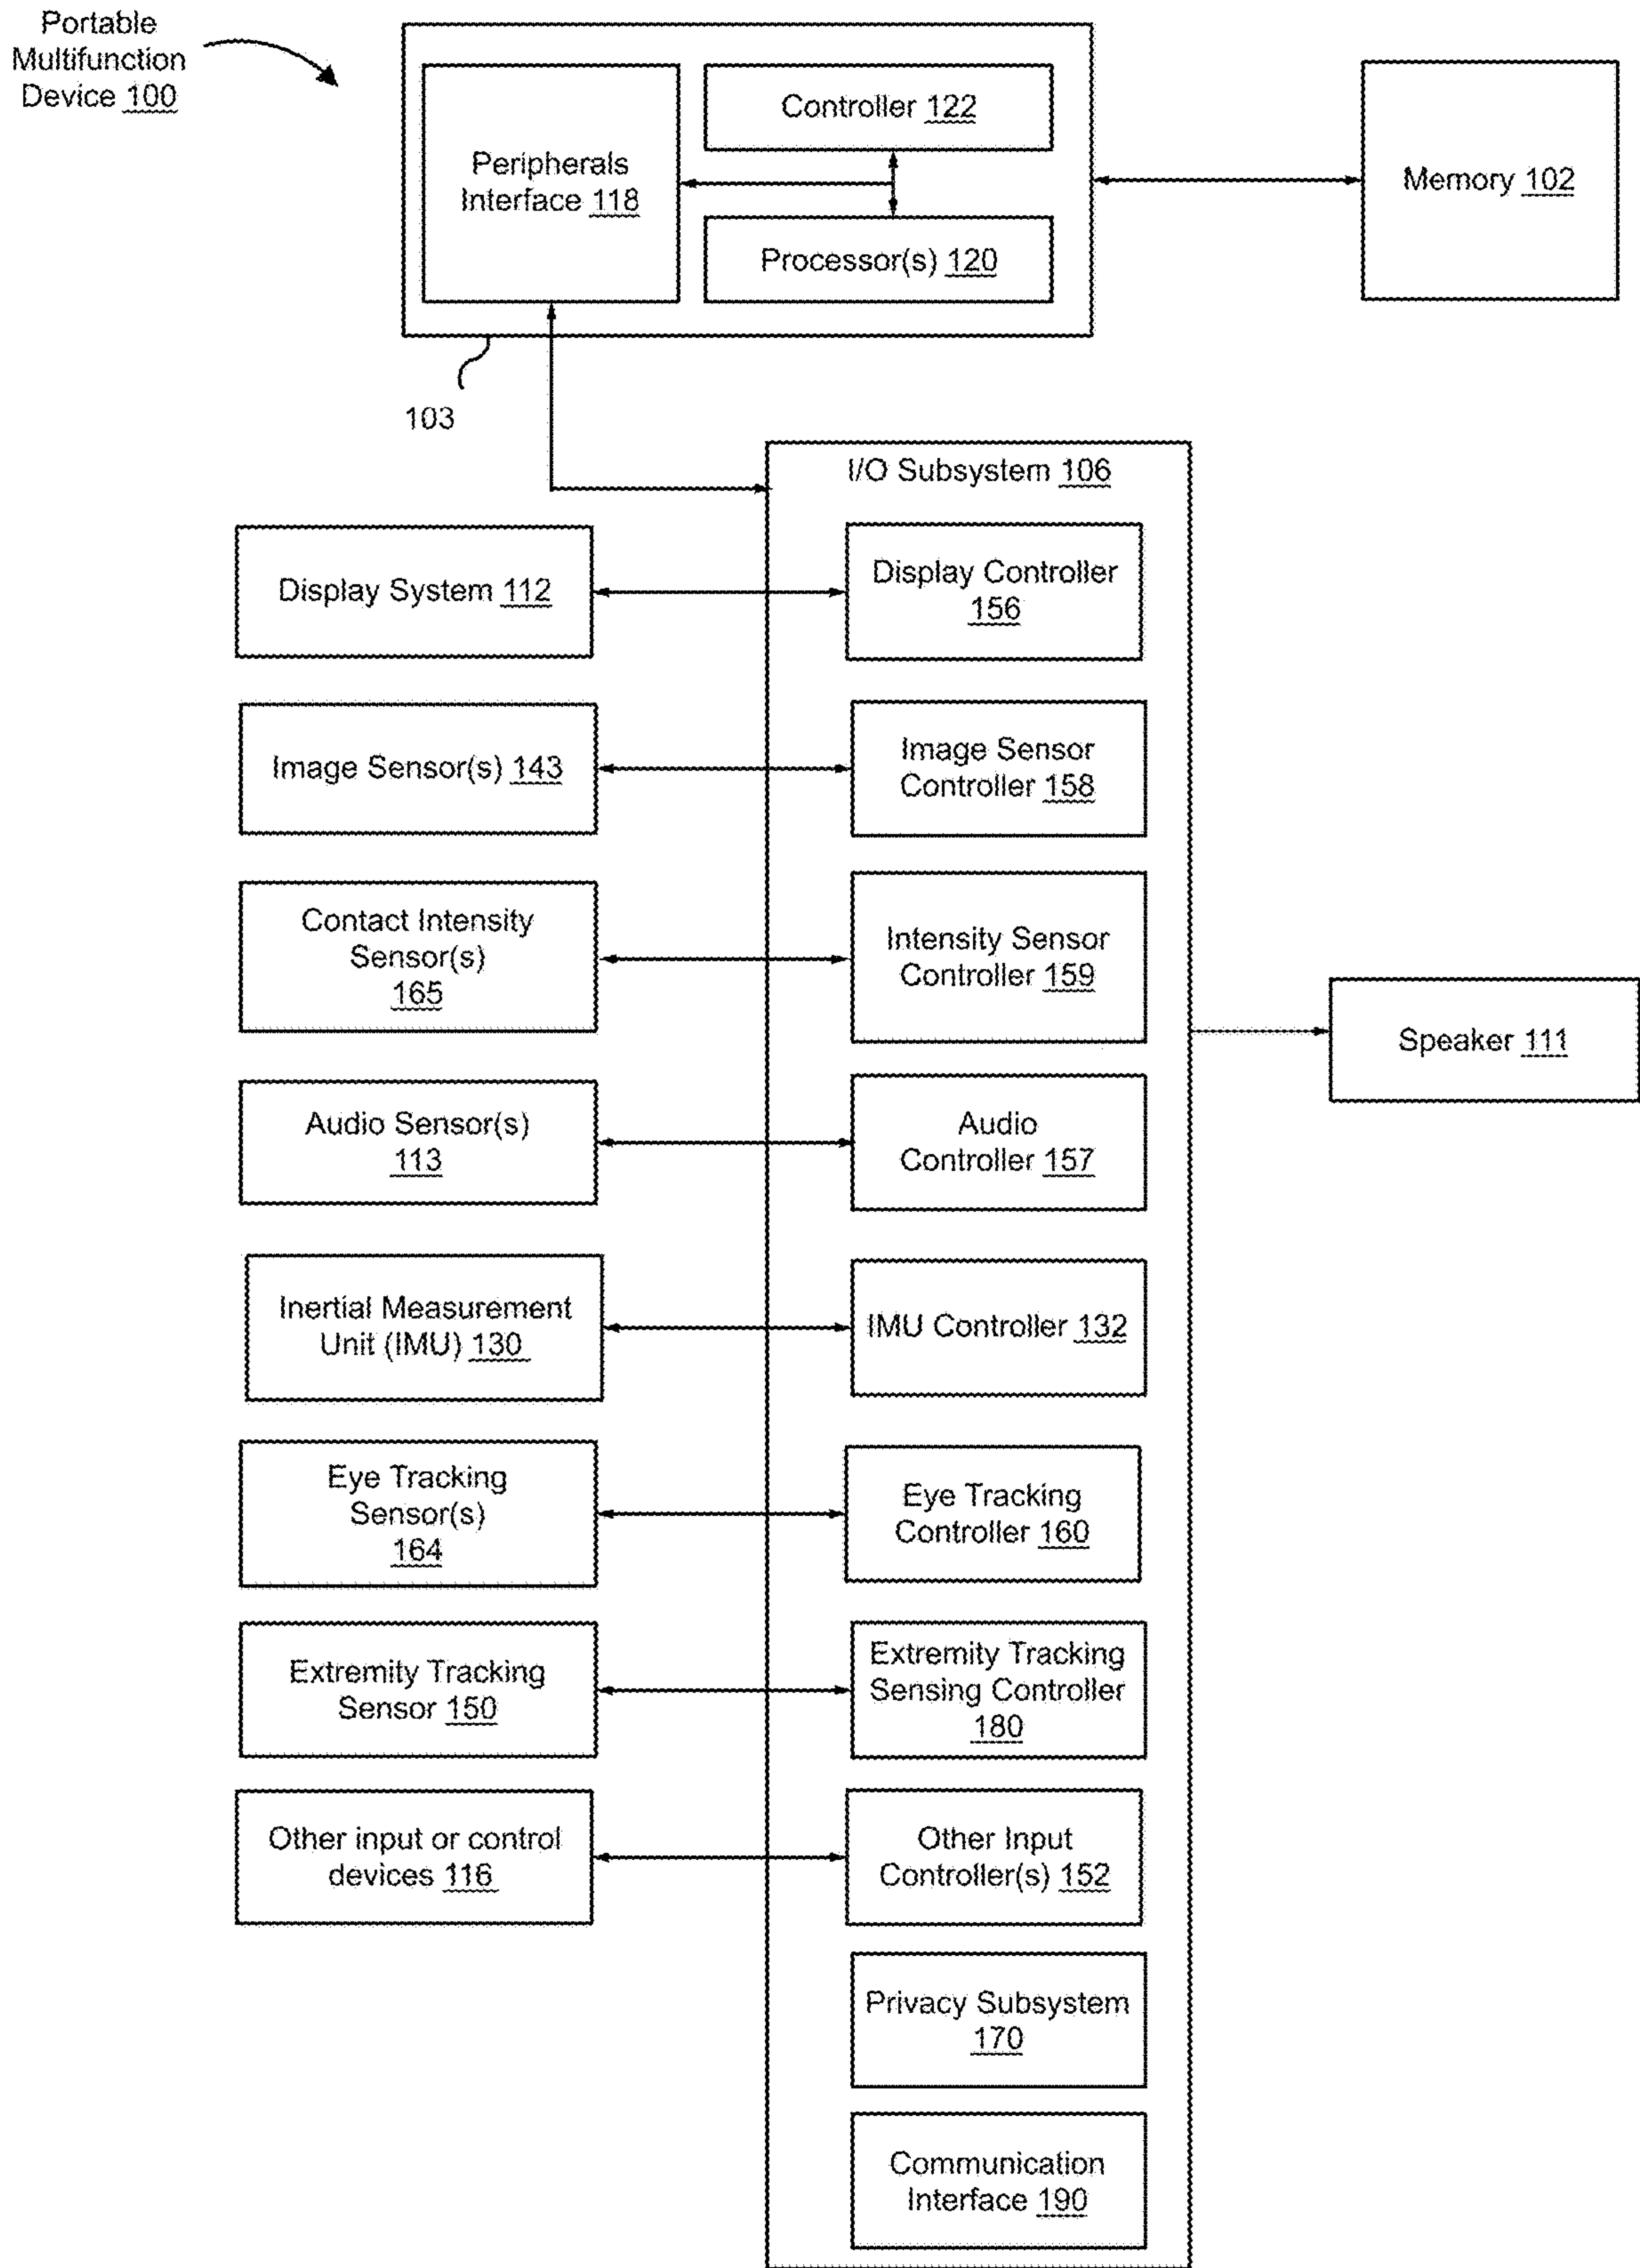 Portable
Multifunction
Device 100
Peripherals
Interface 118
Controller 122
Processor(s) 120
Memory 102
103
I/O Subsystem 106
Display System 112
Display Controller
156
Image Sensor(s) 143
Image Sensor
Controller 158
Contact Intensity
Sensor(s)
165
Intensity Sensor
Controller 159
Speaker 111
Audio Sensor(s)
113
Audio
Controller 157
Inertial Measurement
Unit (IMU) 130
IMU Controller 132
Eye Tracking
Sensor(s)
164
Eye Tracking
Controller 160
Extremity Tracking
Sensor 150
Extremity Tracking
Sensing Controller
180
Other input or control
devices 116
Other Input
Controller(s) 152
Privacy Subsystem
170
Communication
Interface 190